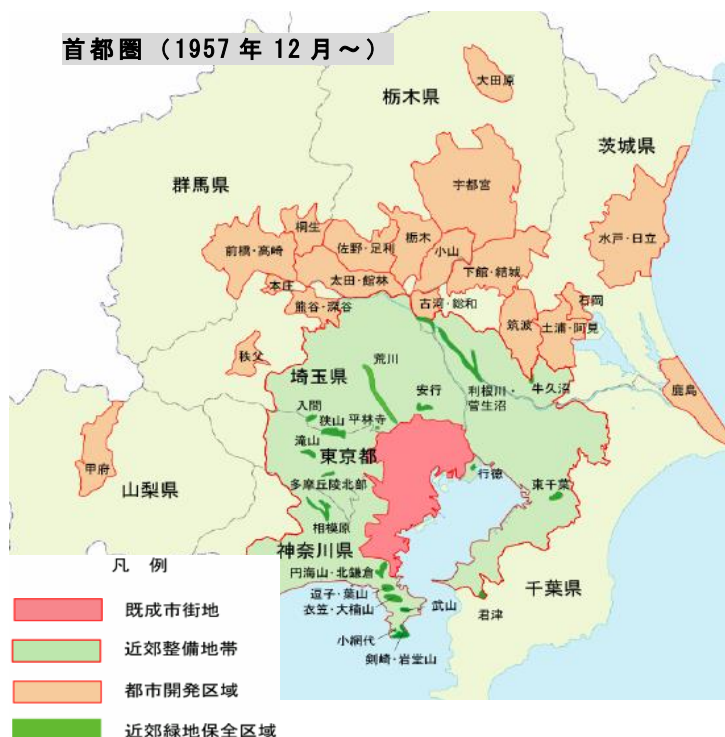 首都圏（1957年12月～）
大田原
栃木県
茨城県
宇都宮
群馬県
桐生
栃木
水戸・日立
前橋・高崎
佐野・足利
小山
太田・館林
下館・結城
本庄
熊谷・深谷
古河・総和
石岡
筑波
土浦・阿見
秩父
荒川
埼玉県
安行
利根川・
菅生沼
牛久沼
鹿島
入間
狭山
平林寺
滝山
東京都
甲府
行徳
東千葉
多摩丘陵北部
山梨県
相模原
神奈川県
円海山・北鎌倉
千葉県
逗子・葉山
武山
君津
衣笠・大楠山
小網代
剣崎・岩堂山
凡 例
既成市街地
近郊整備地帯
都市開発区域
近郊緑地保全区域